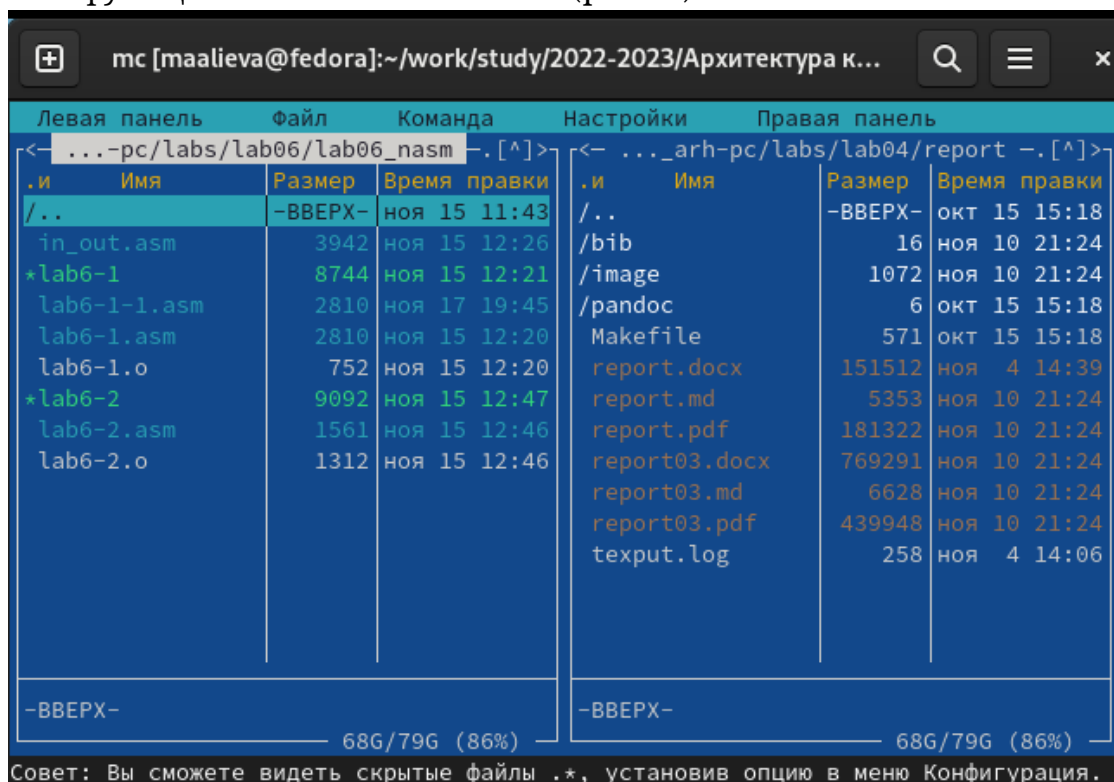 mc [maalieva@fedora]:~/work/study/2022-2023/Архитектура к...
Левая панель Файл Команда Настройки Правая панель
<— ...-pc/labs/lab06/lab06_nasm —.[^]> <— ..._arh-pc/labs/lab04/report —.[^]>
.и Имя Размер Время правки .и Имя Размер Время правки
/.. -ВВЕРХ- ноя 15 11:43 /.. -ВВЕРХ- окт 15 15:18
in_out.asm 3942 ноя 15 12:26 /bib 16 ноя 10 21:24
*lab6-1 8744 ноя 15 12:21 /image 1072 ноя 10 21:24
lab6-1-1.asm 2810 ноя 17 19:45 /pandoc 6 окт 15 15:18
lab6-1.asm 2810 ноя 15 12:20 Makefile 571 окт 15 15:18
lab6-1.o 752 ноя 15 12:20 report.docx 151512 ноя 4 14:39
*lab6-2 9092 ноя 15 12:47 report.md 5353 ноя 10 21:24
lab6-2.asm 1561 ноя 15 12:46 report.pdf 181322 ноя 10 21:24
lab6-2.o 1312 ноя 15 12:46 report03.docx 769291 ноя 10 21:24
report03.md 6628 ноя 10 21:24
report03.pdf 439948 ноя 10 21:24
texput.log 258 ноя 4 14:06
-ВВЕРХ- -ВВЕРХ-
68G/79G (86%) 68G/79G (86%)
Совет: Вы сможете видеть скрытые файлы .*, установив опцию в меню Конфигурация.